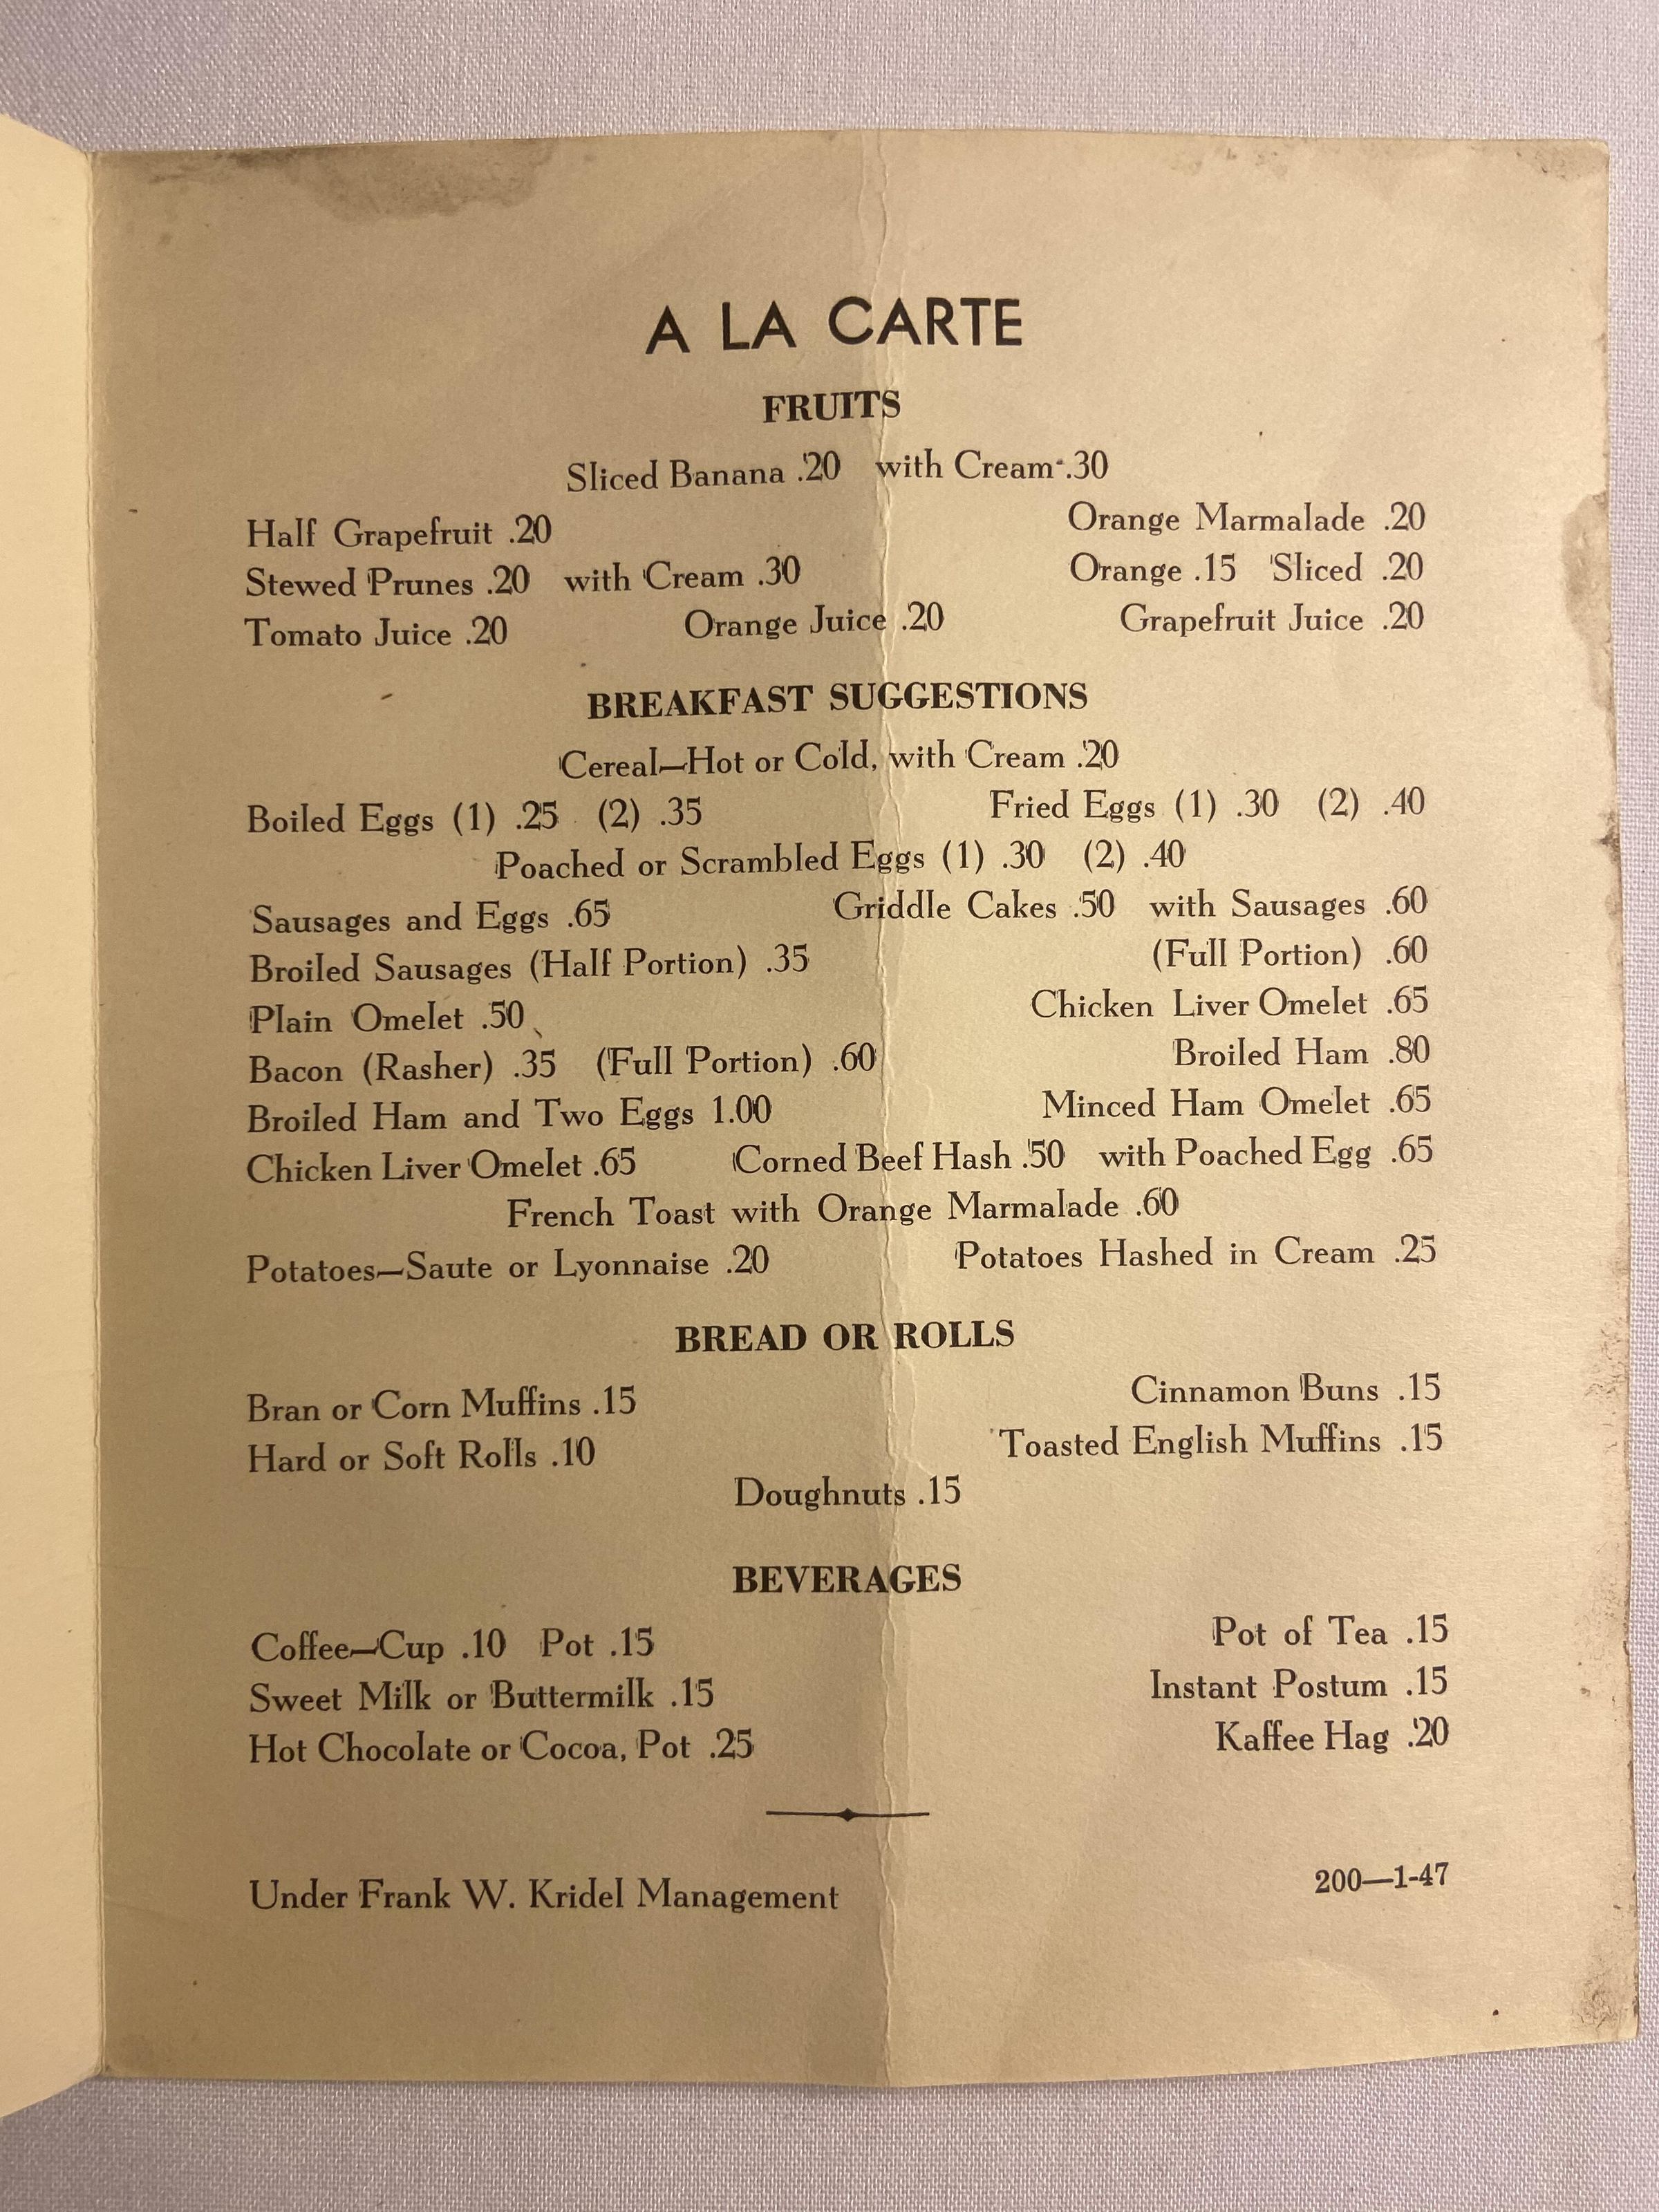 A LA CARTE
FRUITS
Sliced Banana .20 with Cream .30
Half Grapefruit .20 Orange Marmalade .20
Stewed Prunes .20 with Cream .30 Orange .15 Sliced .20
Tomato Juice .20 Orange Juice .20 Grapefruit Juice .20
BREAKFAST SUGGESTIONS
Cereal—Hot or Cold, with Cream .20
Boiled Eggs (1) .25 (2) .35 Fried Eggs (1) .30 (2) .40
Poached or Scrambled Eggs (1) .30 (2) .40
Sausages and Eggs .65 Griddle Cakes .50 with Sausages .60
Broiled Sausages (Half Portion) .35 (Full Portion) .60
Plain Omelet .50 Chicken Liver Omelet .65
Bacon (Rasher) .35 (Full Portion) .60 Broiled Ham .80
Broiled Ham and Two Eggs 1.00 Minced Ham Omelet .65
Chicken Liver Omelet .65 Corned Beef Hash .50 with Poached Egg .65
French Toast with Orange Marmalade .60
Potatoes—Saute or Lyonnaise .20 Potatoes Hashed in Cream .25
BREAD OR ROLLS
Bran or Corn Muffins .15 Cinnamon Buns .15
Hard or Soft Rolls .10 Toasted English Muffins .15
Doughnuts .15
BEVERAGES
Coffee—Cup .10 Pot .15 Pot of Tea .15
Sweet Milk or Buttermilk .15 Instant Postum .15
Hot Chocolate or Cocoa, Pot .25 Kaffee Hag .20
Under Frank W. Kridel Management 200—1-47